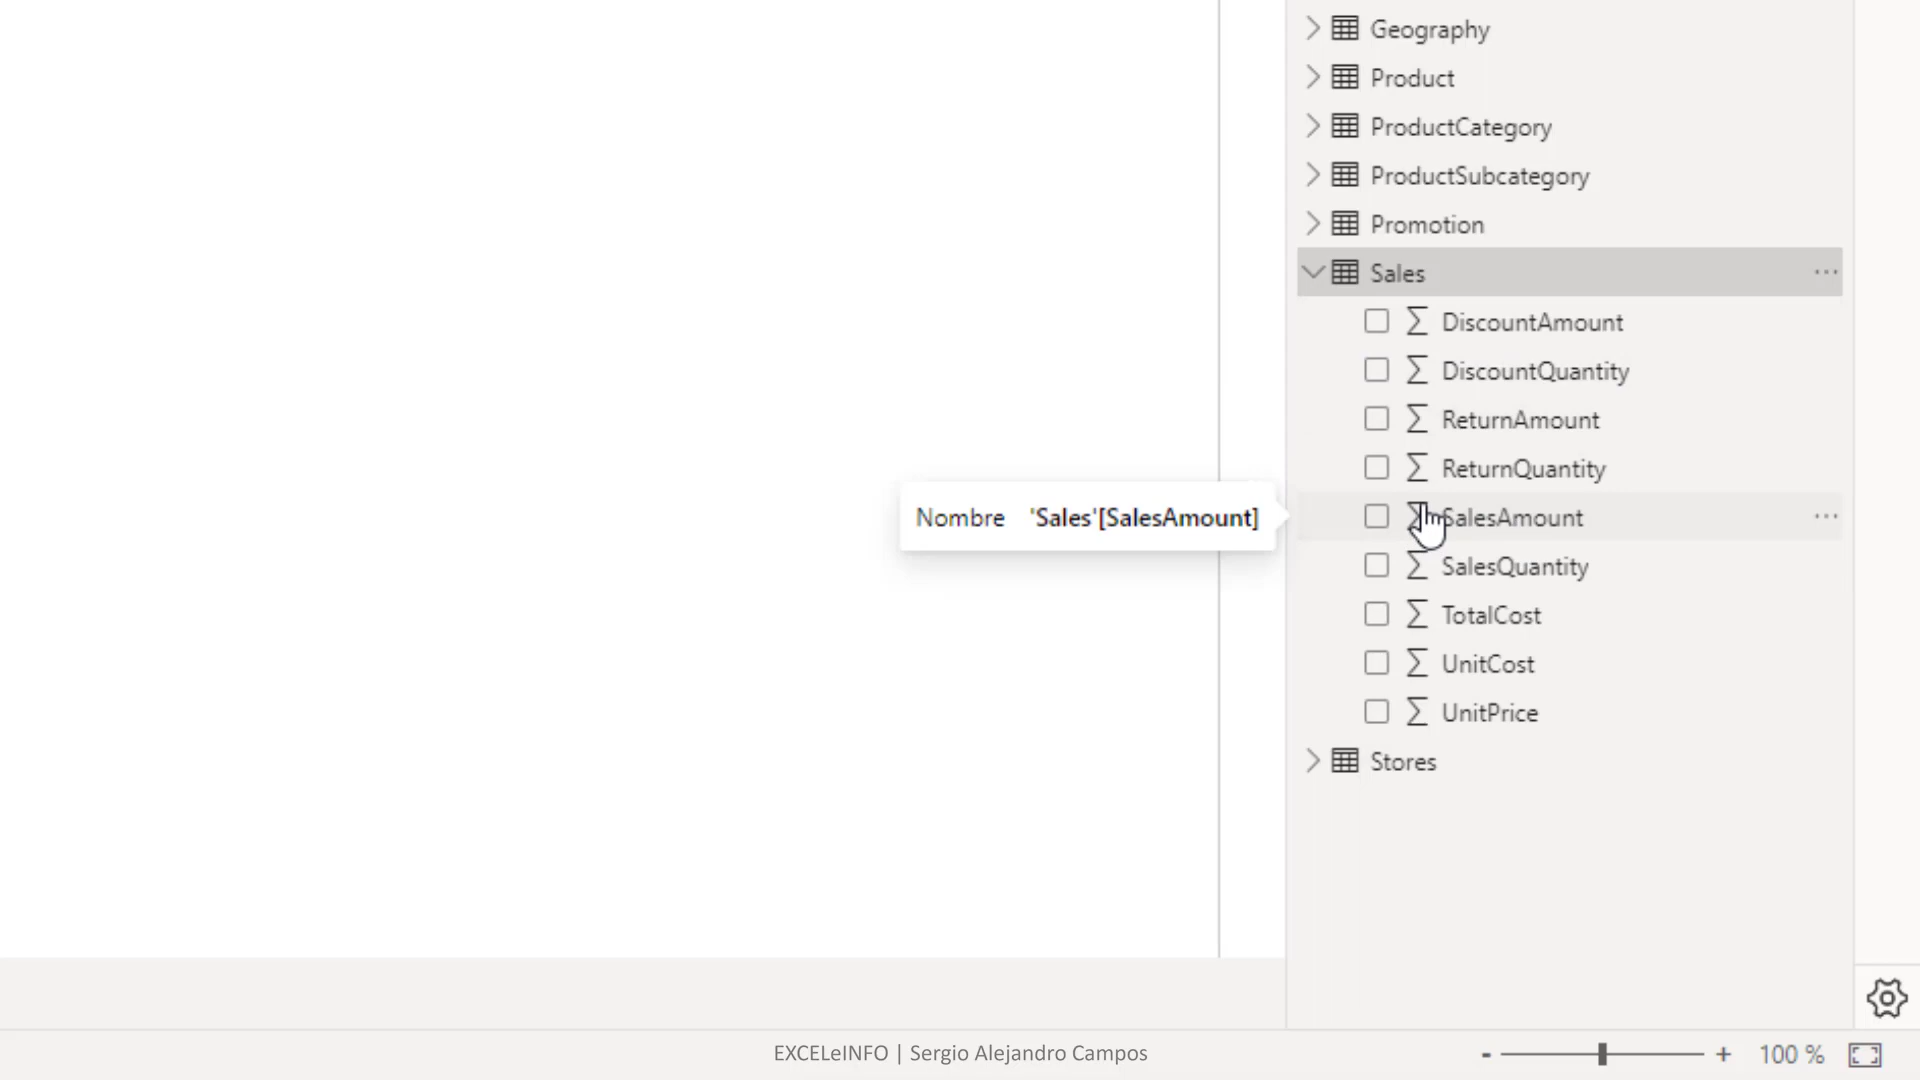 Geography
Product
ProductCategory
ProductSubcategory
Promotion
Sales
DiscountAmount
DiscountQuantity
ReturnAmount
ReturnQuantity
Nombre 'Sales'[SalesAmount]
SalesAmount
SalesQuantity
TotalCost
UnitCost
UnitPrice
Stores
EXCELeINFO | Sergio Alejandro Campos
- + 100 %